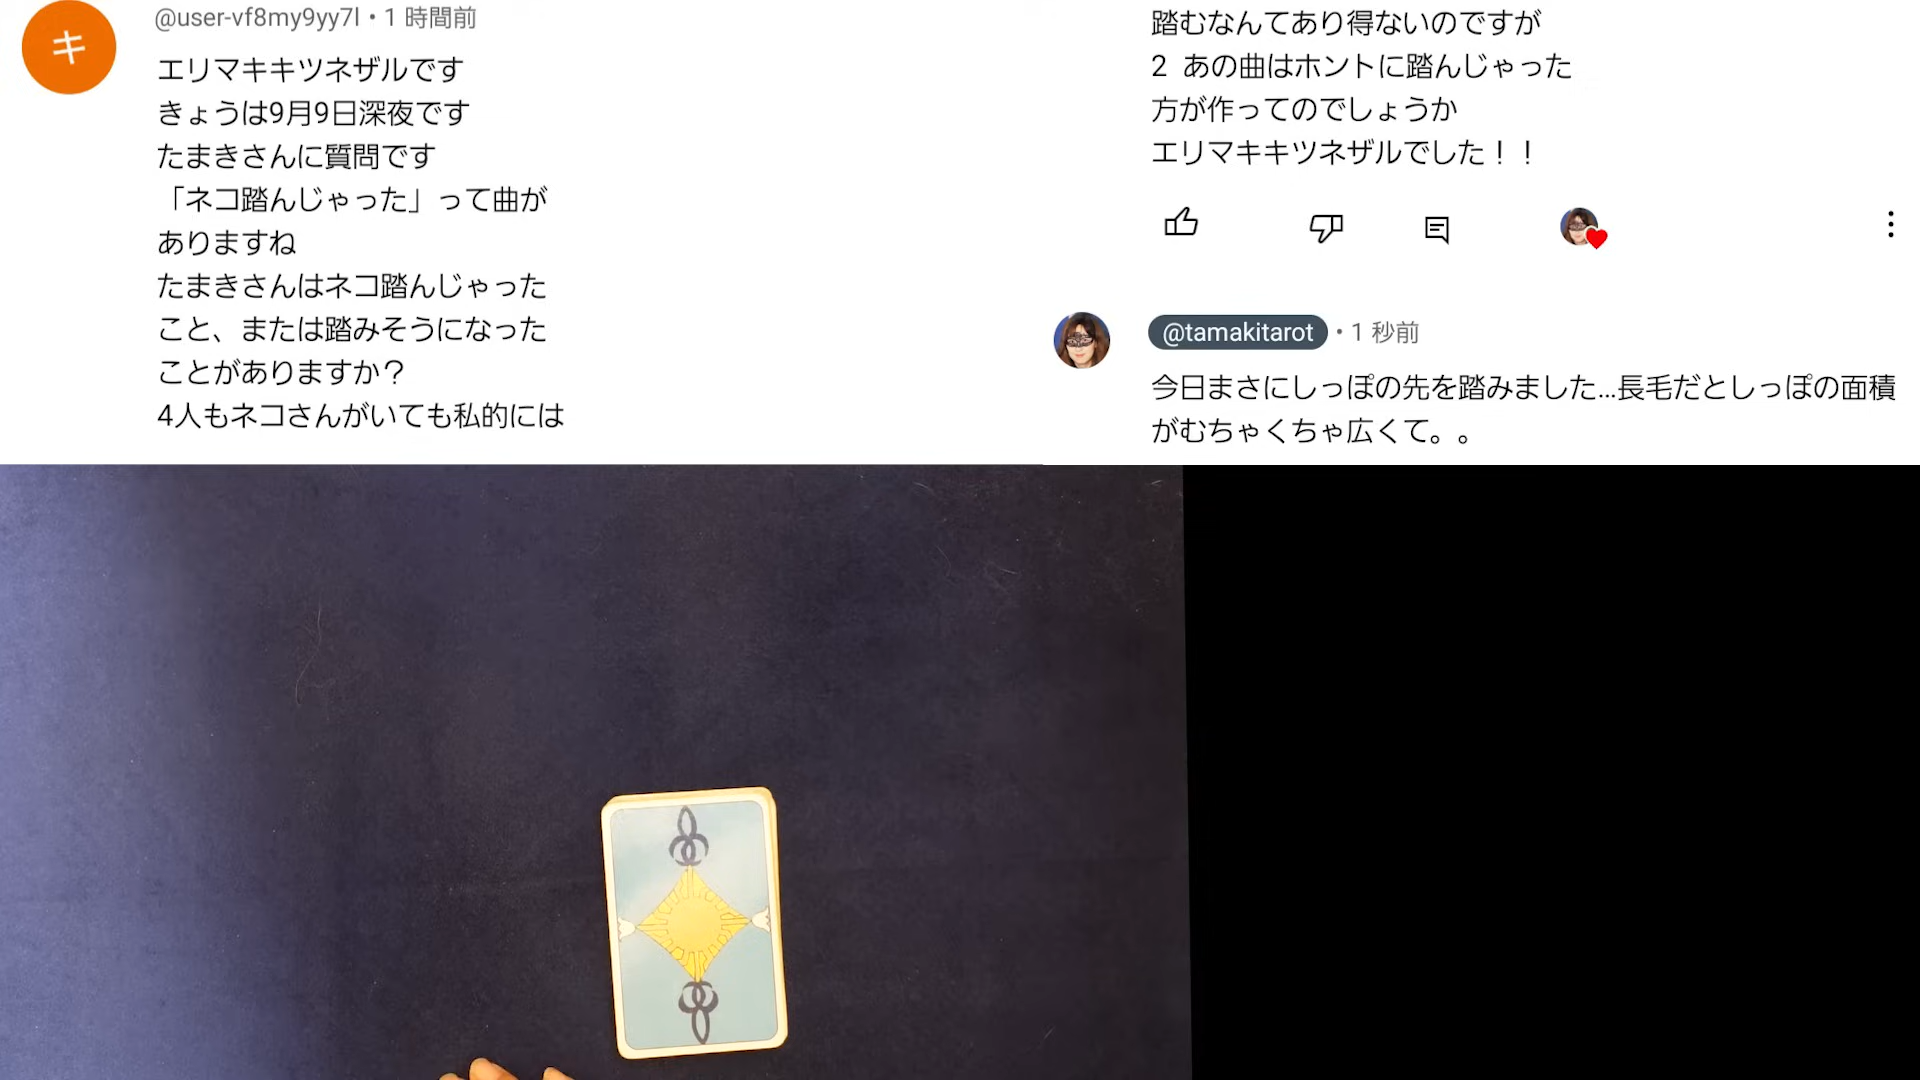 キ
@user-vf8my9yy7l • 1 時間前
エリマキキツネザルです
きょうは9月9日深夜です
たまきさんに質問です
「ネコ踏んじゃった」って曲が
ありますね
たまきさんはネコ踏んじゃった
こと、または踏みそうになった
ことがありますか？
4人もネコさんがいても私的には
踏むなんてあり得ないのですが
2 あの曲はホントに踏んじゃった
方が作ってのでしょうか
エリマキキツネザルでした！！
@tamakitarot • 1 秒前
今日まさにしっぽの先を踏みました...長毛だとしっぽの面積
がむちゃくちゃ広くて。。